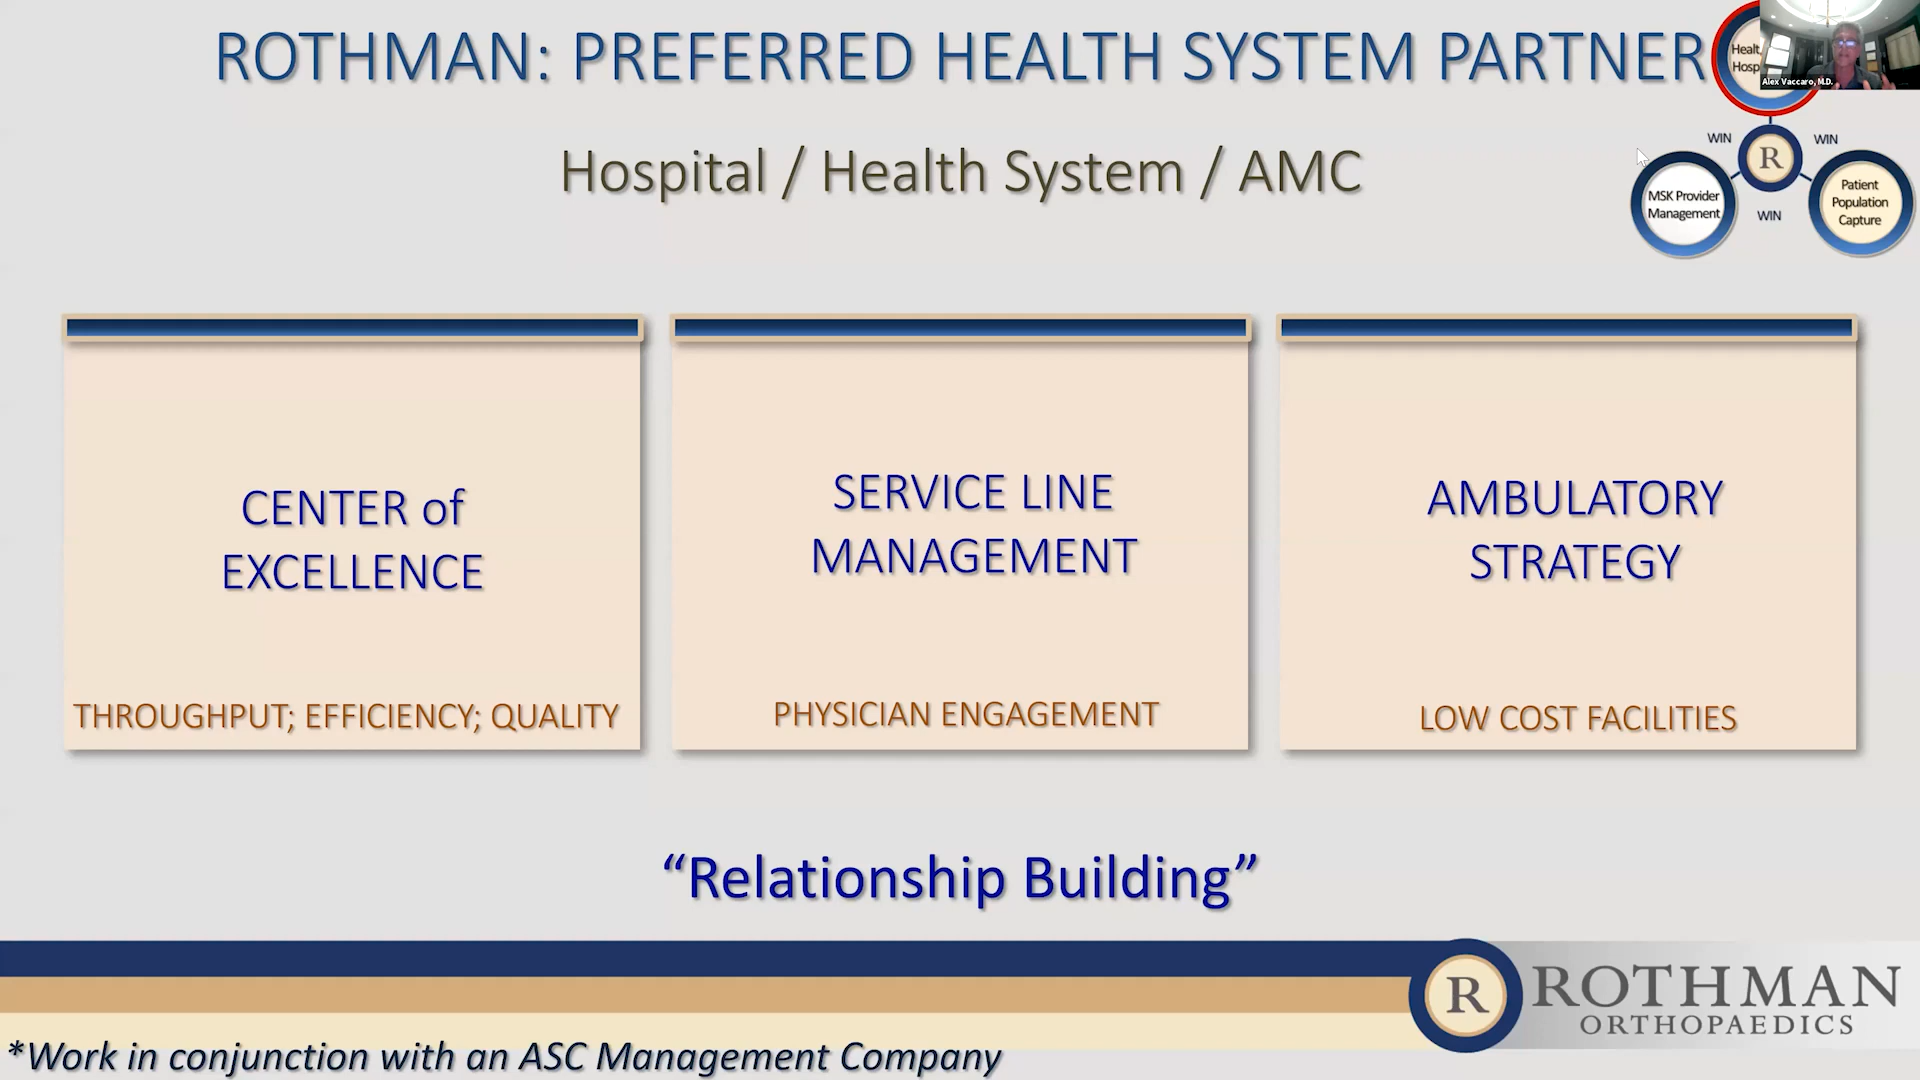 ROTHMAN: PREFERRED HEALTH SYSTEM PARTNER
Hospital / Health System / AMC
Alex Vaccaro, M.D.
WIN
R
WIN
MSK Provider
Management
WIN
Patient
Population
Capture
CENTER of
EXCELLENCE
THROUGHPUT; EFFICIENCY; QUALITY
SERVICE LINE
MANAGEMENT
PHYSICIAN ENGAGEMENT
AMBULATORY
STRATEGY
LOW COST FACILITIES
“Relationship Building”
R ROTHMAN
ORTHOPAEDICS
*Work in conjunction with an ASC Management Company